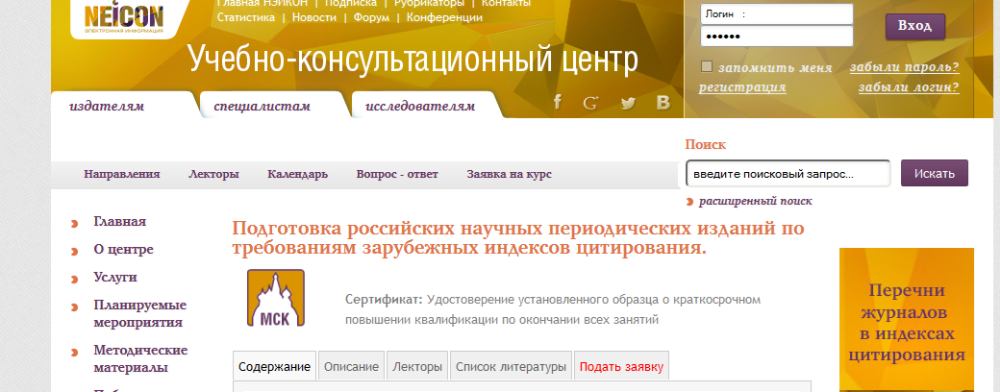 Главная НЭИКОН | Подписка | Рубрикаторы | Контакты
Статистика | Новости | Форум | Конференции
NEICON
ЭЛЕКТРОННАЯ ИНФОРМАЦИЯ
Учебно-консультационный центр
Логин :
••••••
Вход
запомнить меня
забыли пароль?
регистрация
забыли логин?
издателям
специалистам
исследователям
Поиск
введите поисковый запрос...
Искать
расширенный поиск
Направления
Лекторы
Календарь
Вопрос - ответ
Заявка на курс
Главная
О центре
Услуги
Планируемые
мероприятия
Методические
материалы
Подготовка российских научных периодических изданий по
требованиям зарубежных индексов цитирования.
МСК
Сертификат: Удостоверение установленного образца о краткосрочном
повышении квалификации по окончании всех занятий
Содержание
Описание
Лекторы
Список литературы
Подать заявку
Перечни
журналов
в индексах
цитирования